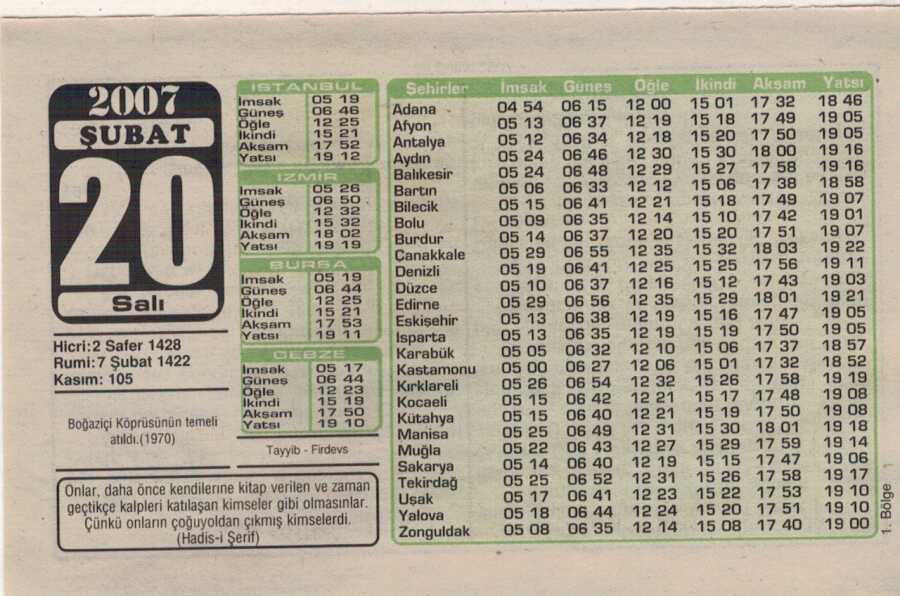 2007
ŞUBAT
20
Salı
Hicri:2 Safer 1428
Rumi:7 Şubat 1422
Kasım: 105
Boğaziçi Köprüsünün temeli
atıldı.(1970)
İSTANBUL
İmsak 05 19
Güneş 06 46
Öğle 12 25
İkindi 15 21
Akşam 17 52
Yatsı 19 12
İZMİR
İmsak 05 26
Güneş 06 50
Öğle 12 32
İkindi 15 32
Akşam 18 02
Yatsı 19 19
BURSA
İmsak 05 19
Güneş 06 44
Öğle 12 25
İkindi 15 21
Akşam 17 53
Yatsı 19 11
GEBZE
İmsak 05 17
Güneş 06 44
Öğle 12 23
İkindi 15 19
Akşam 17 50
Yatsı 19 10
Tayyib - Firdevs
Onlar, daha önce kendilerine kitap verilen ve zaman
geçtikçe kalpleri katılaşan kimseler gibi olmasınlar.
Çünkü onların çoğuyoldan çıkmış kimselerdi.
(Hadis-i Şerif)
Şehirler İmsak Güneş Öğle İkindi Akşam Yatsı
Adana 04 54 06 15 12 00 15 01 17 32 18 46
Afyon 05 13 06 37 12 19 15 18 17 49 19 05
Antalya 05 12 06 34 12 18 15 20 17 50 19 05
Aydın 05 24 06 46 12 30 15 30 18 00 19 16
Balıkesir 05 24 06 48 12 29 15 27 17 58 19 16
Bartın 05 06 06 33 12 12 15 06 17 38 18 58
Bilecik 05 15 06 41 12 21 15 18 17 49 19 07
Bolu 05 09 06 35 12 14 15 10 17 42 19 01
Burdur 05 14 06 37 12 20 15 20 17 51 19 07
Çanakkale 05 29 06 55 12 35 15 32 18 03 19 22
Denizli 05 19 06 41 12 25 15 25 17 56 19 11
Düzce 05 10 06 37 12 16 15 12 17 43 19 03
Edirne 05 29 06 56 12 35 15 29 18 01 19 21
Eskişehir 05 13 06 38 12 19 15 16 17 47 19 05
Isparta 05 13 06 35 12 19 15 19 17 50 19 05
Karabük 05 05 06 32 12 10 15 06 17 37 18 57
Kastamonu 05 00 06 27 12 06 15 01 17 32 18 52
Kırklareli 05 26 06 54 12 32 15 26 17 58 19 19
Kocaeli 05 15 06 42 12 21 15 17 17 48 19 08
Kütahya 05 15 06 40 12 21 15 19 17 50 19 08
Manisa 05 25 06 49 12 31 15 30 18 01 19 18
Muğla 05 22 06 43 12 27 15 29 17 59 19 14
Sakarya 05 14 06 40 12 19 15 15 17 47 19 06
Tekirdağ 05 25 06 52 12 31 15 26 17 58 19 17
Uşak 05 17 06 41 12 23 15 22 17 53 19 10
Yalova 05 18 06 44 12 24 15 20 17 51 19 10
Zonguldak 05 08 06 35 12 14 15 08 17 40 19 00
1. Bölge